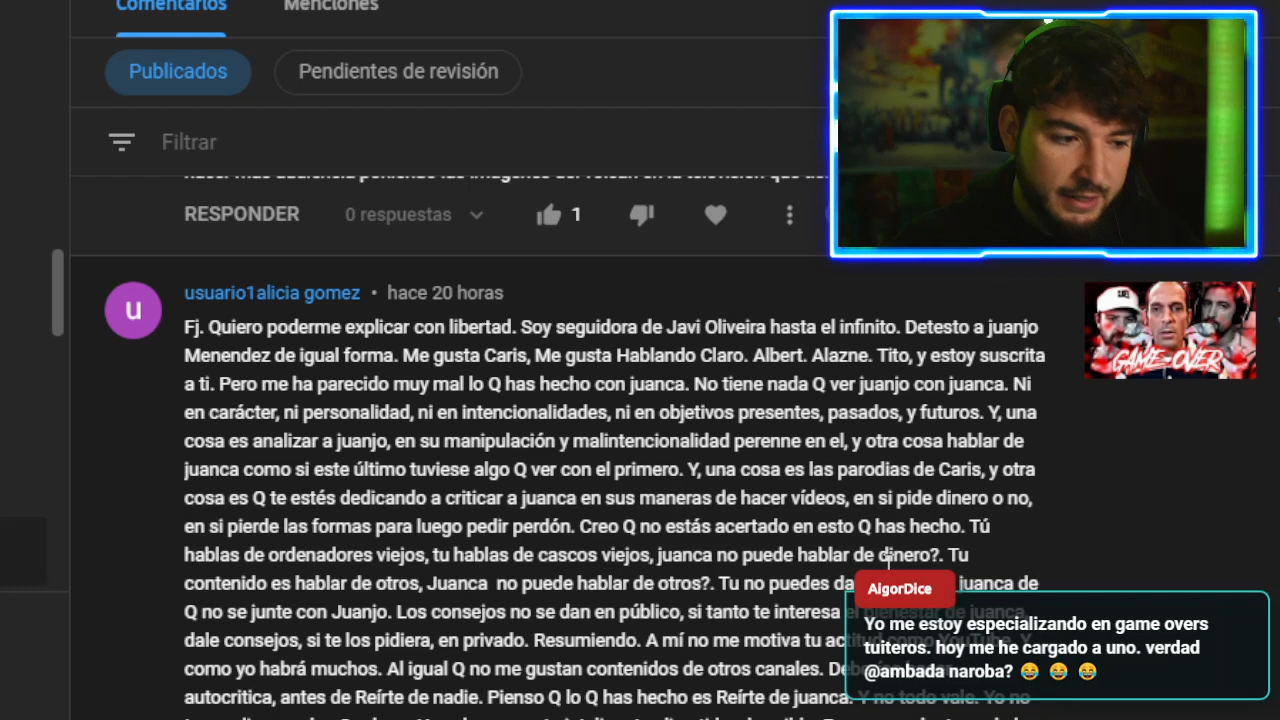 Comentarios Menciones
Publicados Pendientes de revisión
Filtrar
RESPONDER 0 respuestas 1
usuario1alicia gomez • hace 20 horas
u
Fj. Quiero poderme explicar con libertad. Soy seguidora de Javi Oliveira hasta el infinito. Detesto a juanjo
Menendez de igual forma. Me gusta Caris, Me gusta Hablando Claro. Albert. Alazne. Tito, y estoy suscrita
a ti. Pero me ha parecido muy mal lo Q has hecho con juanca. No tiene nada Q ver juanjo con juanca. Ni
en carácter, ni personalidad, ni en intencionalidades, ni en objetivos presentes, pasados, y futuros. Y, una
cosa es analizar a juanjo, en su manipulación y malintencionalidad perenne en el, y otra cosa hablar de
juanca como si este último tuviese algo Q ver con el primero. Y, una cosa es las parodias de Caris, y otra
cosa es Q te estés dedicando a criticar a juanca en sus maneras de hacer vídeos, en si pide dinero o no,
en si pierde las formas para luego pedir perdón. Creo Q no estás acertado en esto Q has hecho. Tú
hablas de ordenadores viejos, tu hablas de cascos viejos, juanca no puede hablar de dinero?. Tu
contenido es hablar de otros, Juanca no puede hablar de otros?. Tu no puedes juanca de
Q no se junte con Juanjo. Los consejos no se dan en público, si tanto te interesa el bienestar de juanca,
dale consejos, si te los pidiera, en privado. Resumiendo. A mí no me motiva tu actitud como YouTube. Y
como yo habrá muchos. Al igual Q no me gustan contenidos de otros canales.
autocritica, antes de Reírte de nadie. Pienso Q lo Q has hecho es Reírte de juanca. Y no todo vale. Yo no
GAME-OVER
AlgorDice
Yo me estoy especializando en game overs
tuiteros. hoy me he cargado a uno. verdad
@ambada naroba? 😂 😂 😂